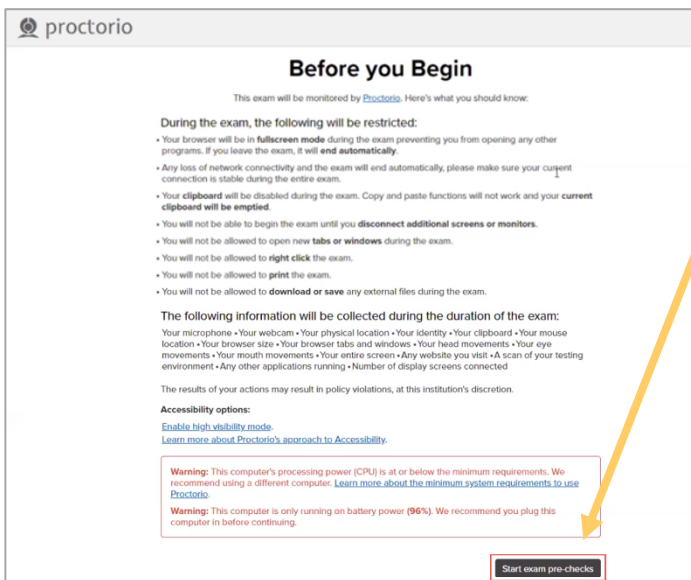 proctorio
Before you Begin
This exam will be monitored by Proctorio. Here's what you should know:
During the exam, the following will be restricted:
• Your browser will be in fullscreen mode during the exam preventing you from opening any other
programs. If you leave the exam, it will end automatically.
• Any loss of network connectivity and the exam will end automatically, please make sure your current
connection is stable during the entire exam.
• Your clipboard will be disabled during the exam. Copy and paste functions will not work and your current
clipboard will be emptied.
• You will not be able to begin the exam until you disconnect additional screens or monitors.
• You will not be allowed to open new tabs or windows during the exam.
• You will not be allowed to right click the exam.
• You will not be allowed to print the exam.
• You will not be allowed to download or save any external files during the exam.
The following information will be collected during the duration of the exam:
Your microphone • Your webcam • Your physical location • Your identity • Your clipboard • Your mouse
location • Your browser size • Your browser tabs and windows • Your head movements • Your eye
movements • Your mouth movements • Your entire screen • Any website you visit • A scan of your testing
environment • Any other applications running • Number of display screens connected
The results of your actions may result in policy violations, at this institution's discretion.
Accessibility options:
Enable high visibility mode.
Learn more about Proctorio's approach to Accessibility.
Warning: This computer's processing power (CPU) is at or below the minimum requirements. We
recommend using a different computer. Learn more about the minimum system requirements to use
Proctorio.
Warning: This computer is only running on battery power (96%). We recommend you plug this
computer in before continuing.
Start exam pre-checks